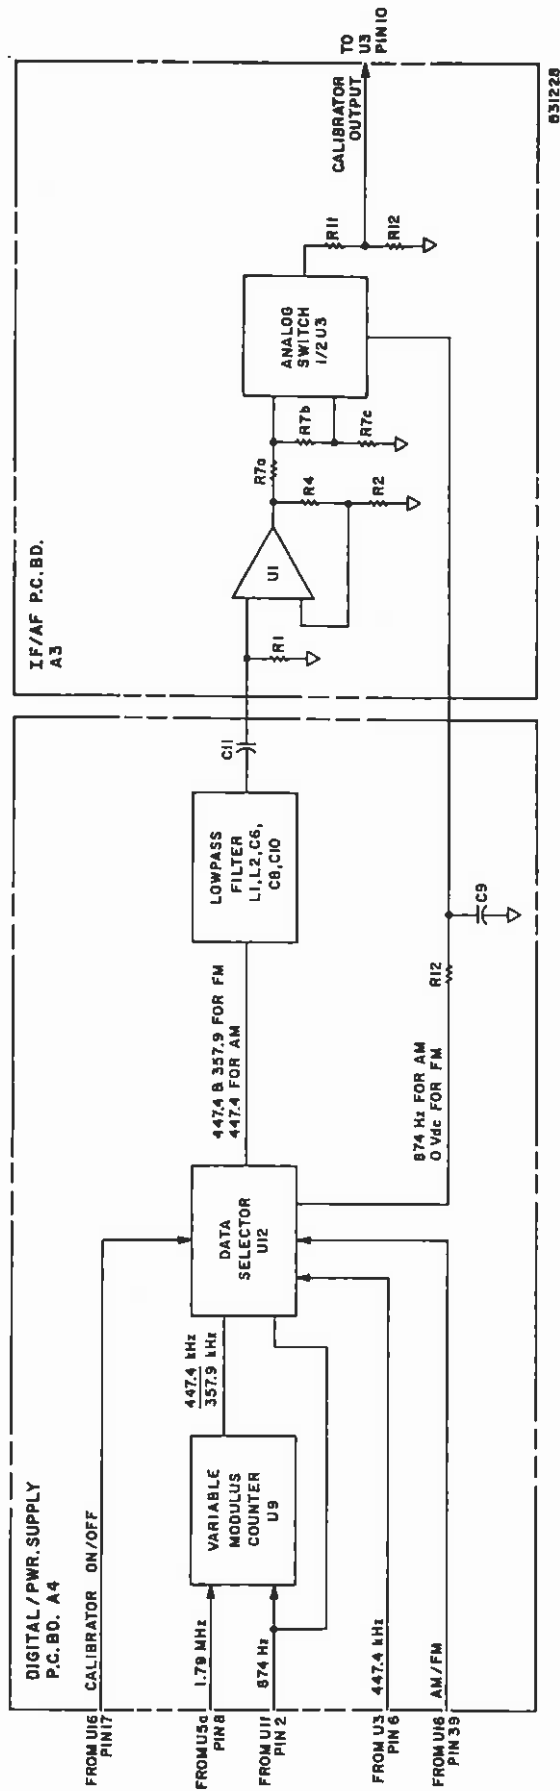 DIGITAL/PWR. SUPPLY
P.C. BD. A4
FROM U16
PIN 17
CALIBRATOR ON/OFF
FROM U5a
PIN 8
1.79 MHz
FROM U1f
PIN 2
874 Hz
FROM U3
PIN 6
447.4 kHz
FROM U16
PIN 39
AM/FM
VARIABLE
MODULUS
COUNTER
U9
447.4 kHz
357.9 kHz
DATA
SELECTOR
U12
447.4 & 357.9 FOR FM
447.4 FOR AM
874 Hz FOR AM
0 Vdc FOR FM
R12
C9
LOWPASS
FILTER
L1, L2, C6,
C8, C10
C11
IF/AF P.C. BD.
A3
R1
U1
R7a
R4
R2
R7b
R7c
ANALOG
SWITCH
1/2 U3
R11
R12
CALIBRATOR
OUTPUT
TO
U3
PIN 10
831228